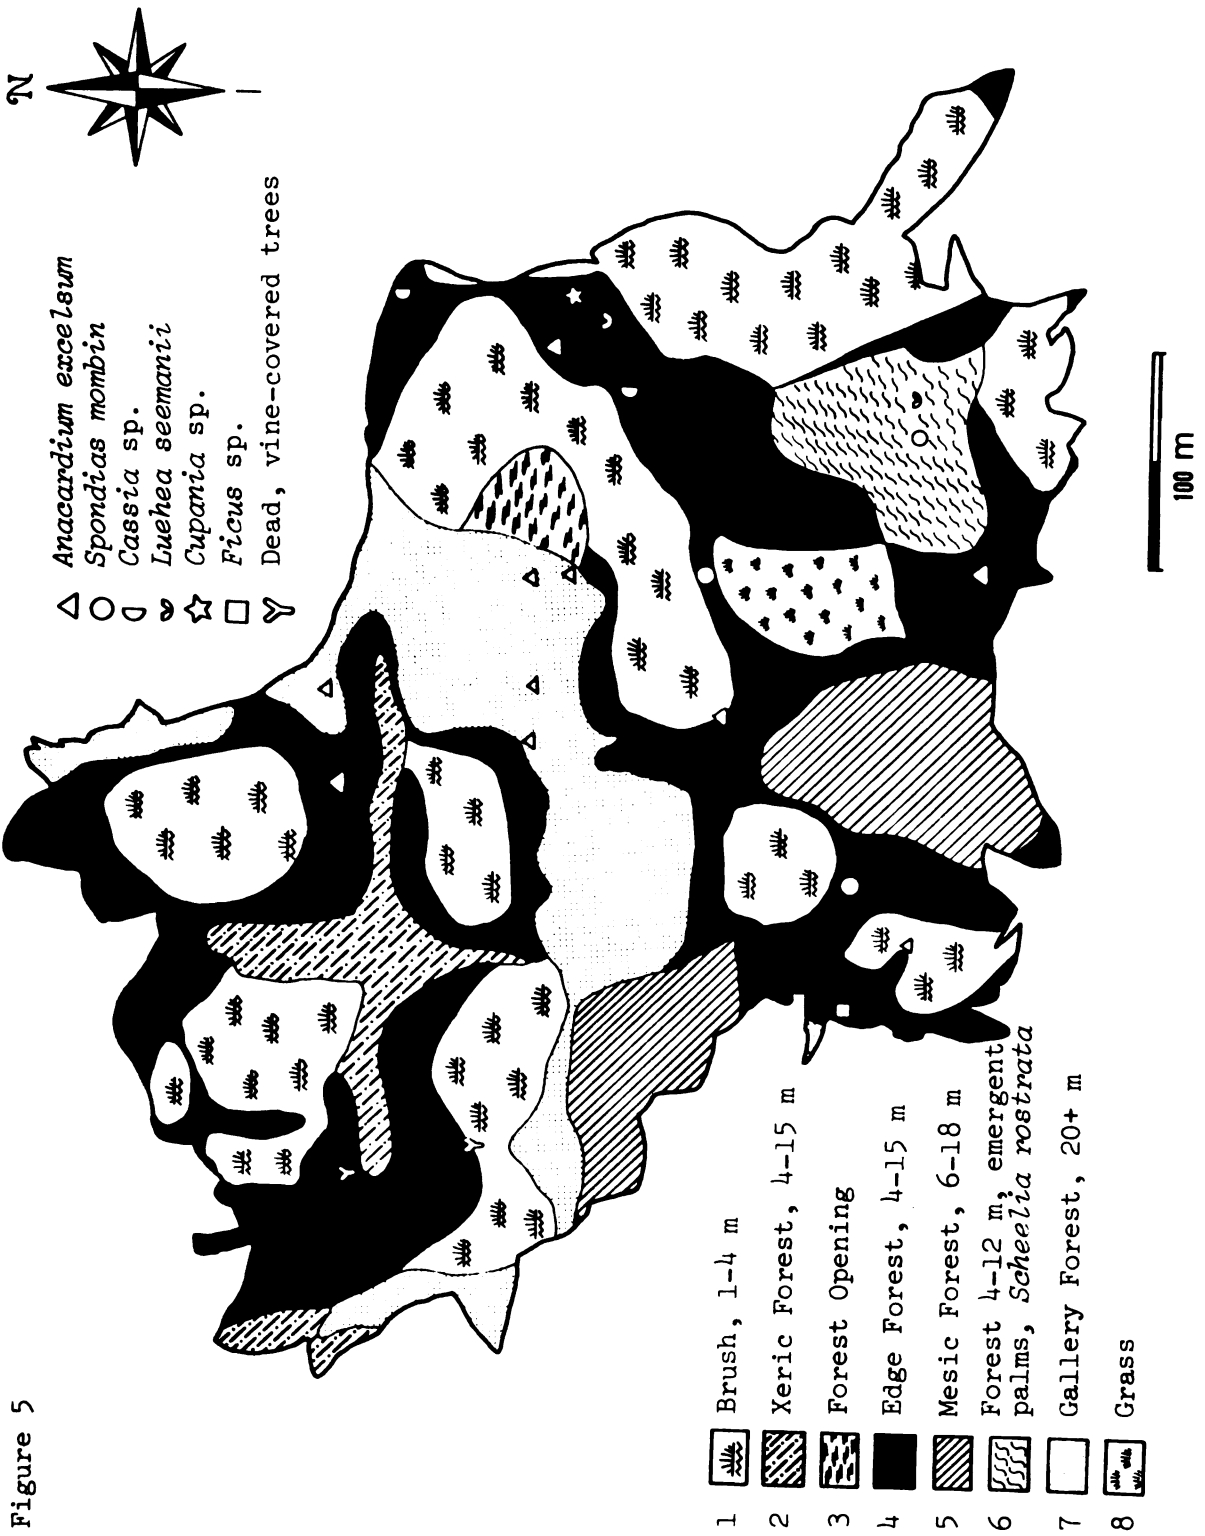 Figure 5
N
Anacardium excelsum
Spondias mombin
Cassia sp.
Luehea seemanii
Cupania sp.
Ficus sp.
Dead, vine-covered trees
1 Brush, 1-4 m
2 Xeric Forest, 4-15 m
3 Forest Opening
4 Edge Forest, 4-15 m
5 Mesic Forest, 6-18 m
6 Forest 4-12 m, emergent
palms, Scheelia rostrata
7 Gallery Forest, 20+ m
8 Grass
100 m